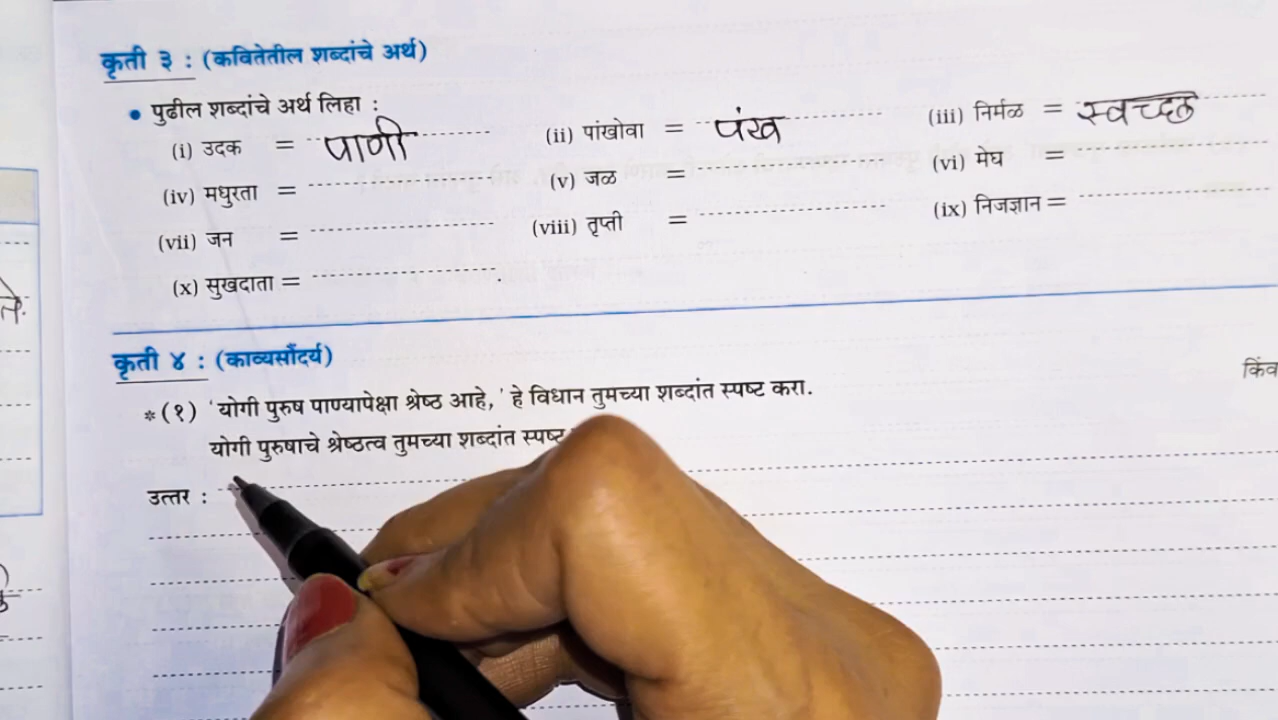 कृती ३ : (कवितेतील शब्दांचे अर्थ)
• पुढील शब्दांचे अर्थ लिहा :
(i) उदक = पाणी (ii) पांखोवा = पंख (iii) निर्मळ = स्वच्छ
(iv) मधुरता = (v) जळ = (vi) मेघ =
(vii) जन = (viii) तृप्ती = (ix) निजज्ञान =
(x) सुखदाता =
कृती ४ : (काव्यसौंदर्य)
* (१) 'योगी पुरुष पाण्यापेक्षा श्रेष्ठ आहे,' हे विधान तुमच्या शब्दांत स्पष्ट करा. किंव
योगी पुरुषाचे श्रेष्ठत्व तुमच्या शब्दांत स्पष्ट
उत्तर :